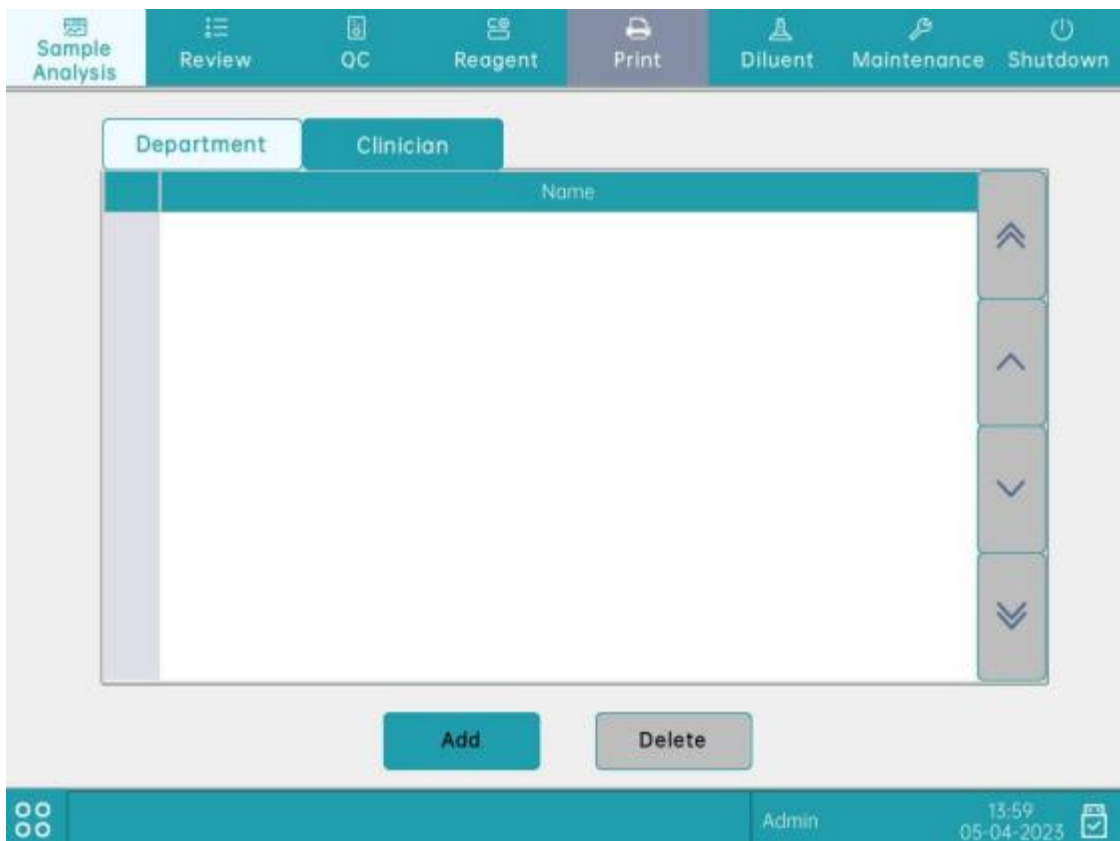 Sample
Analysis
Review
QC
Reagent
Print
Diluent
Maintenance
Shutdown
Department
Clinician
Name
Add
Delete
Admin
13:59
05-04-2023